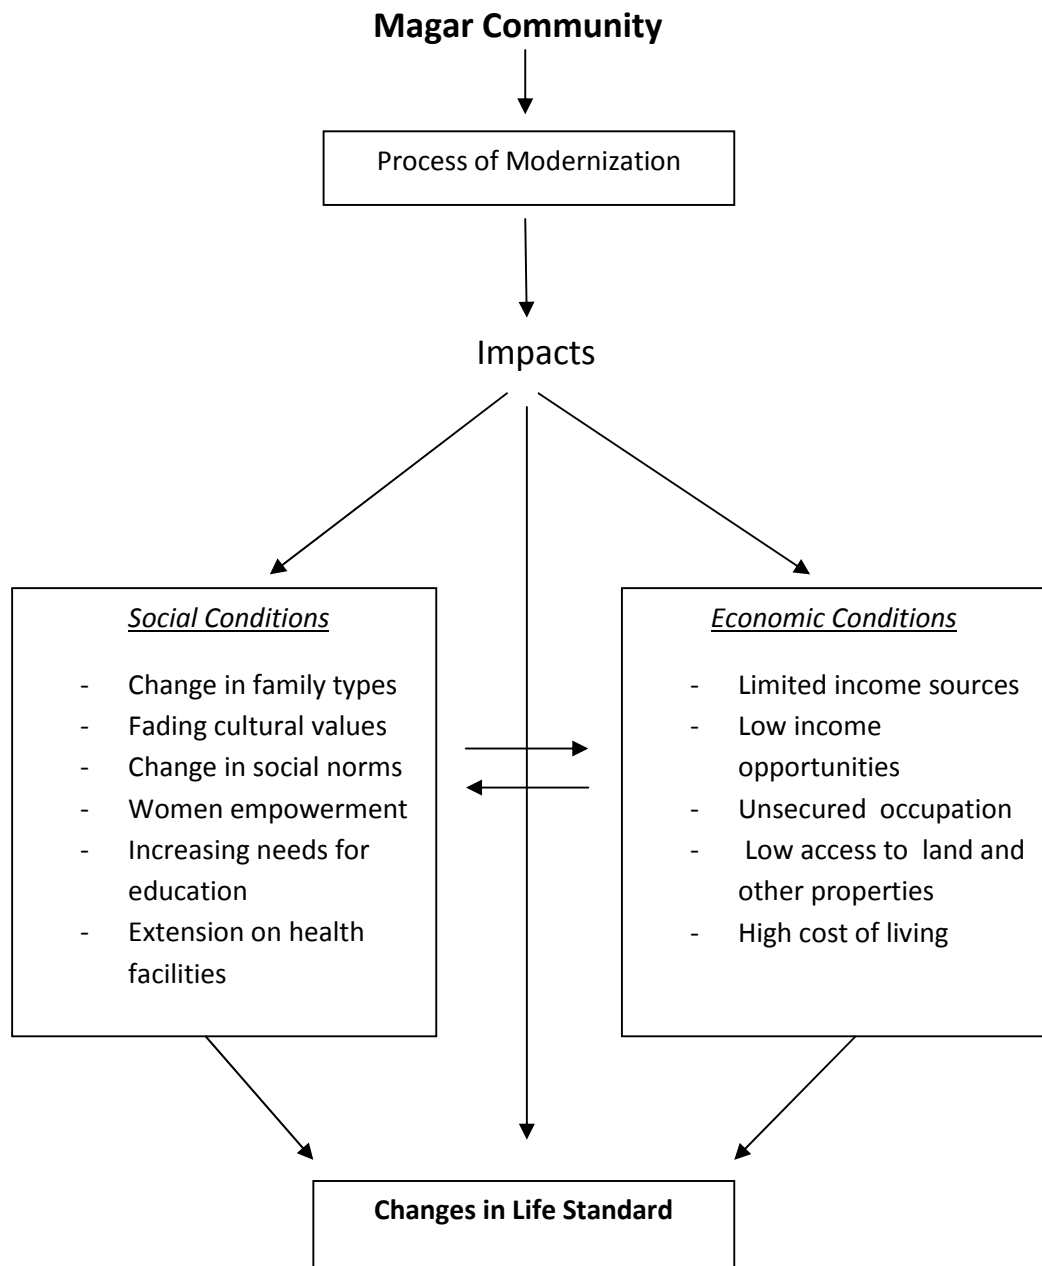 Magar Community
Process of Modernization
Impacts
Social Conditions
- Change in family types
- Fading cultural values
- Change in social norms
- Women empowerment
- Increasing needs for
education
- Extension on health
facilities
Economic Conditions
- Limited income sources
- Low income
opportunities
- Unsecured  occupation
- Low access to  land and
other properties
- High cost of living
Changes in Life Standard